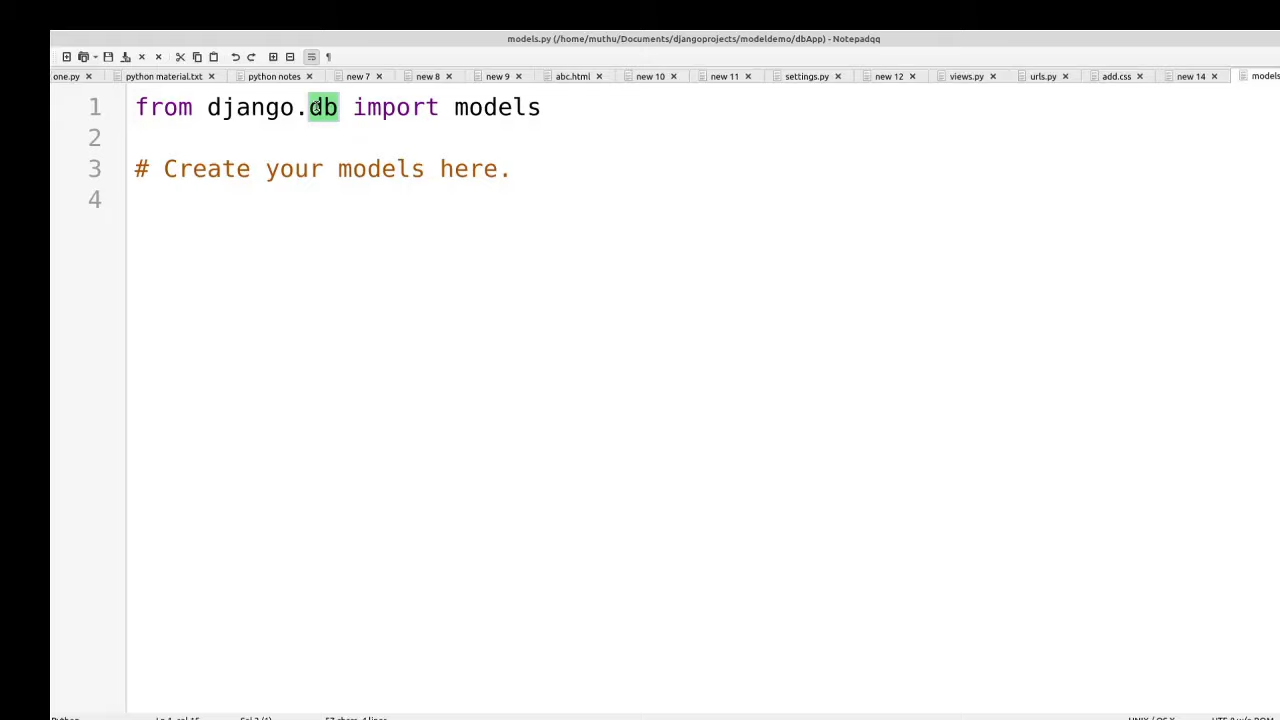 models.py (/home/muthu/Documents/djangoprojects/modeldemo/dbApp) - Notepadqq
one.py python material.txt python notes new 7 new 8 new 9 abc.html new 10 new 11 settings.py new 12 views.py urls.py add.css new 14 models
1 from django.db import models
2
3 # Create your models here.
4